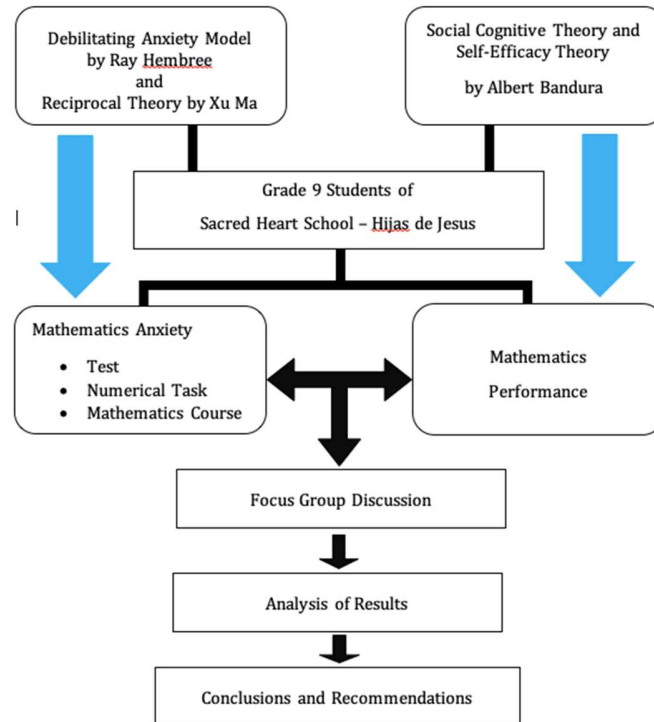 Debilitating Anxiety Model
by Ray Hembree
and
Reciprocal Theory by Xu Ma
Social Cognitive Theory and
Self-Efficacy Theory
by Albert Bandura
Grade 9 Students of
Sacred Heart School – Hijas de Jesus
Mathematics Anxiety
• Test
• Numerical Task
• Mathematics Course
Mathematics
Performance
Focus Group Discussion
Analysis of Results
Conclusions and Recommendations